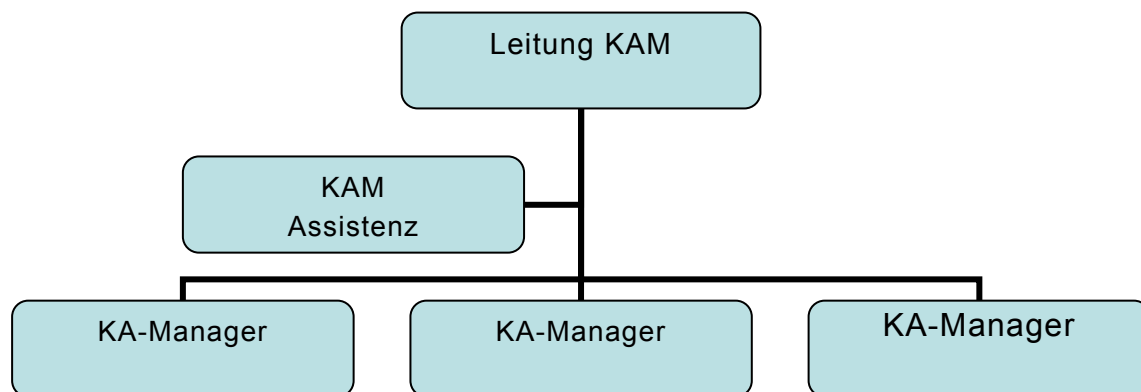 Leitung KAM
KAM
Assistenz
KA-Manager
KA-Manager
KA-Manager